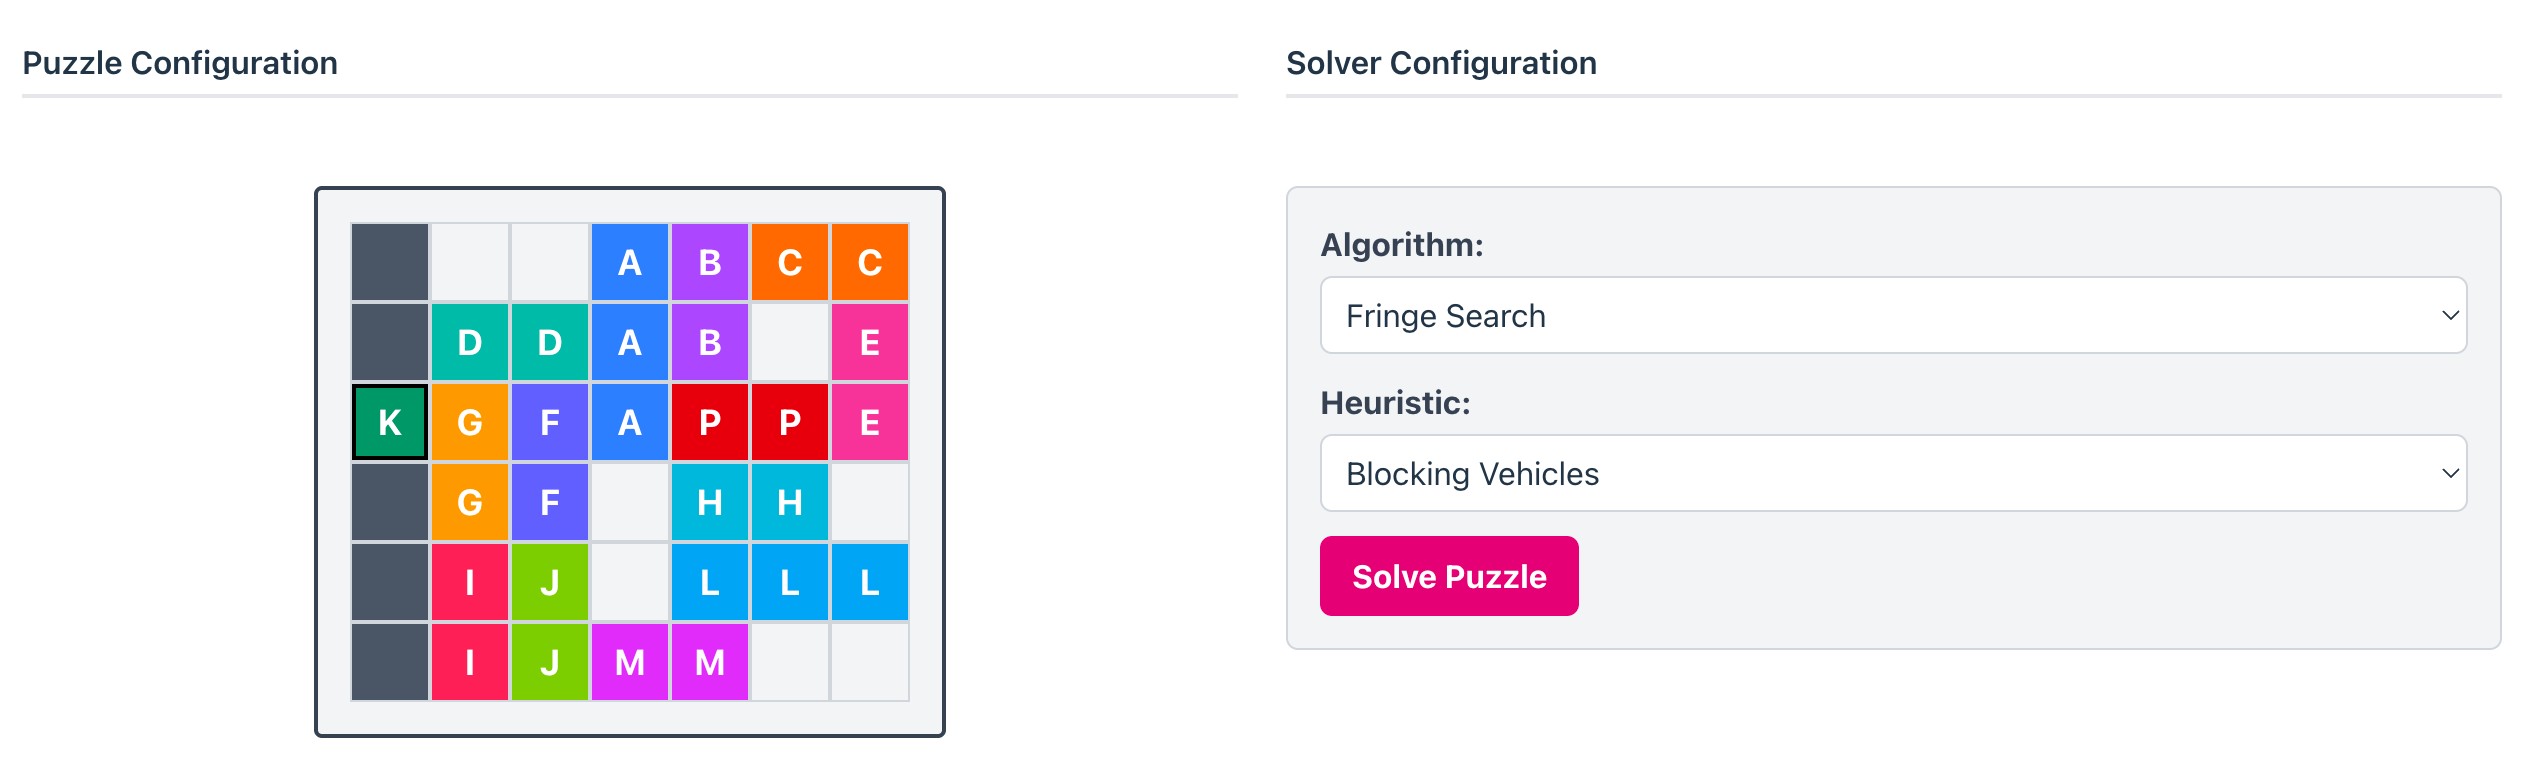 Puzzle Configuration
Solver Configuration
A B C C
D D A B E
K G F A P P E
G F H H
I J L L L
I J M M
Algorithm:
Fringe Search
Heuristic:
Blocking Vehicles
Solve Puzzle